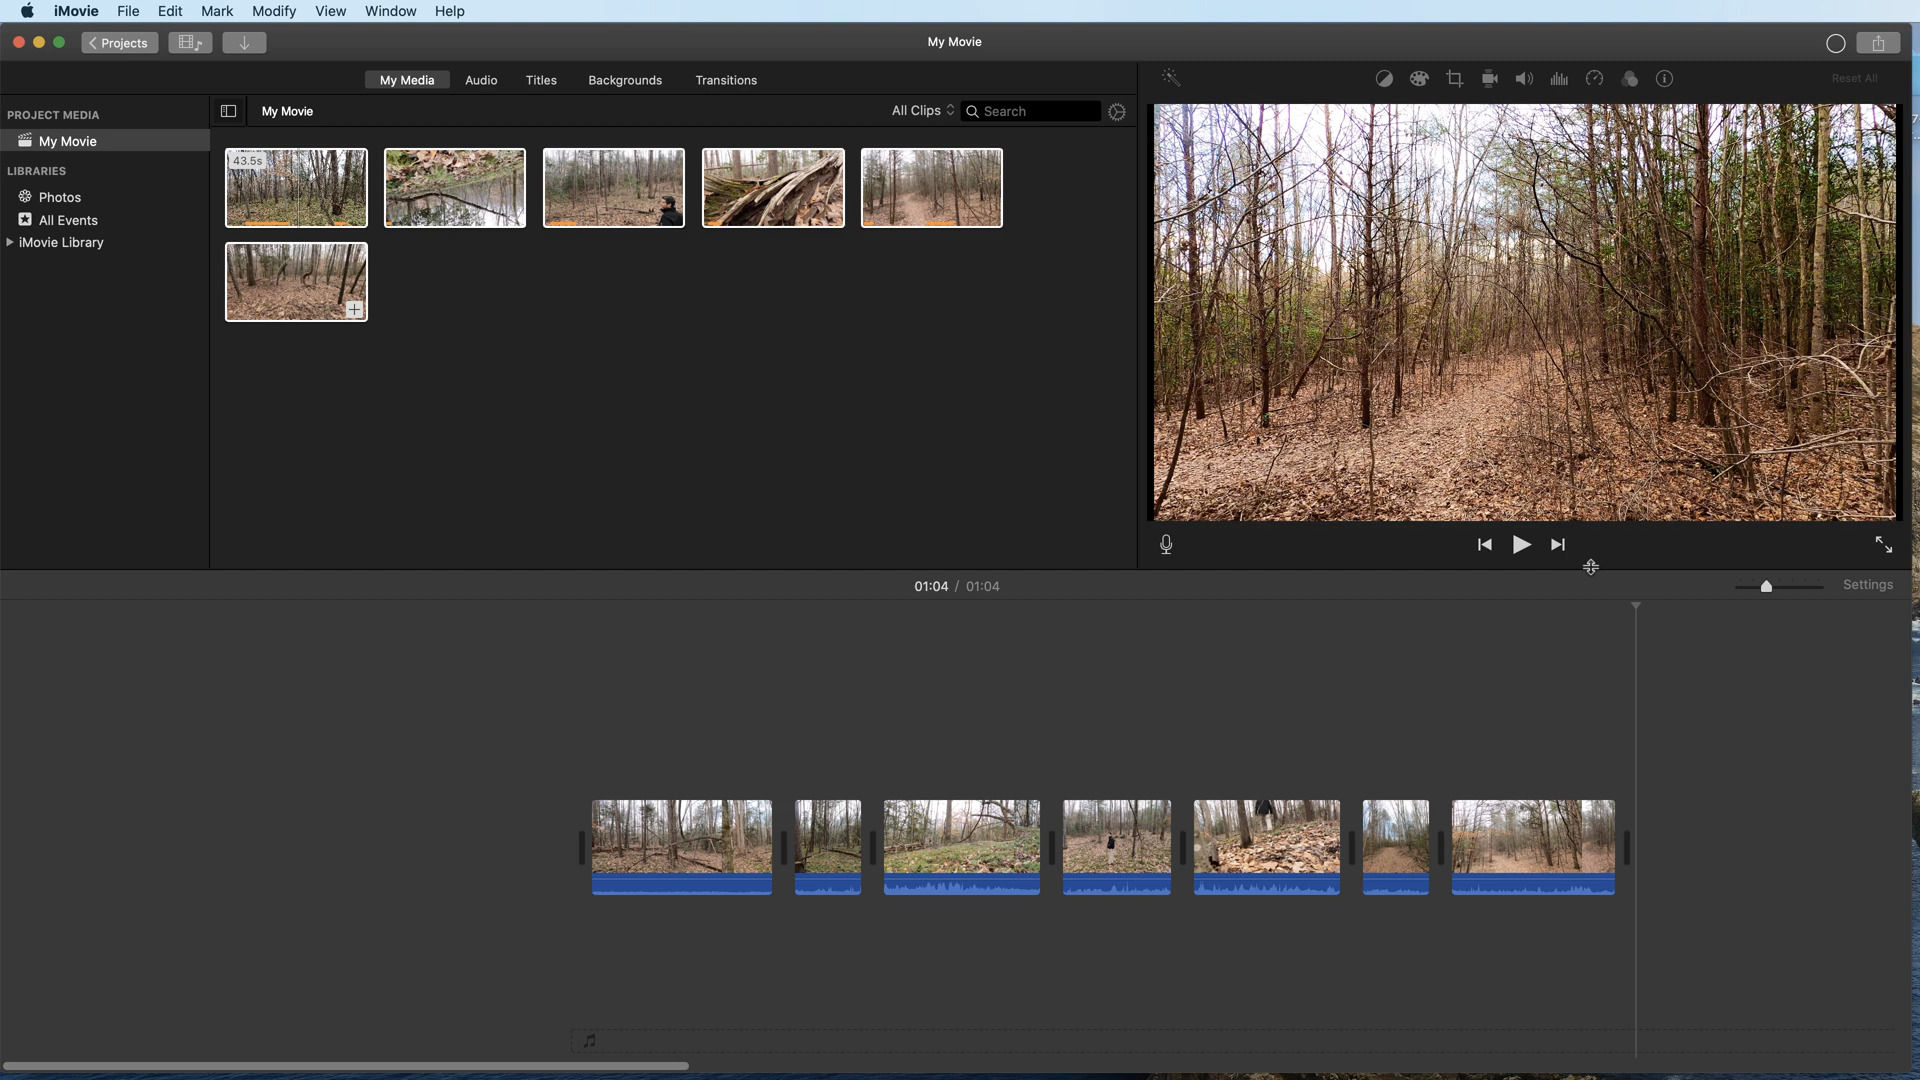 iMovie File Edit Mark Modify View Window Help
Projects
My Movie
My Media Audio Titles Backgrounds Transitions
Reset All
PROJECT MEDIA
My Movie
All Clips
Search
My Movie
LIBRARIES
Photos
All Events
iMovie Library
43.5s
01:04 / 01:04
Settings